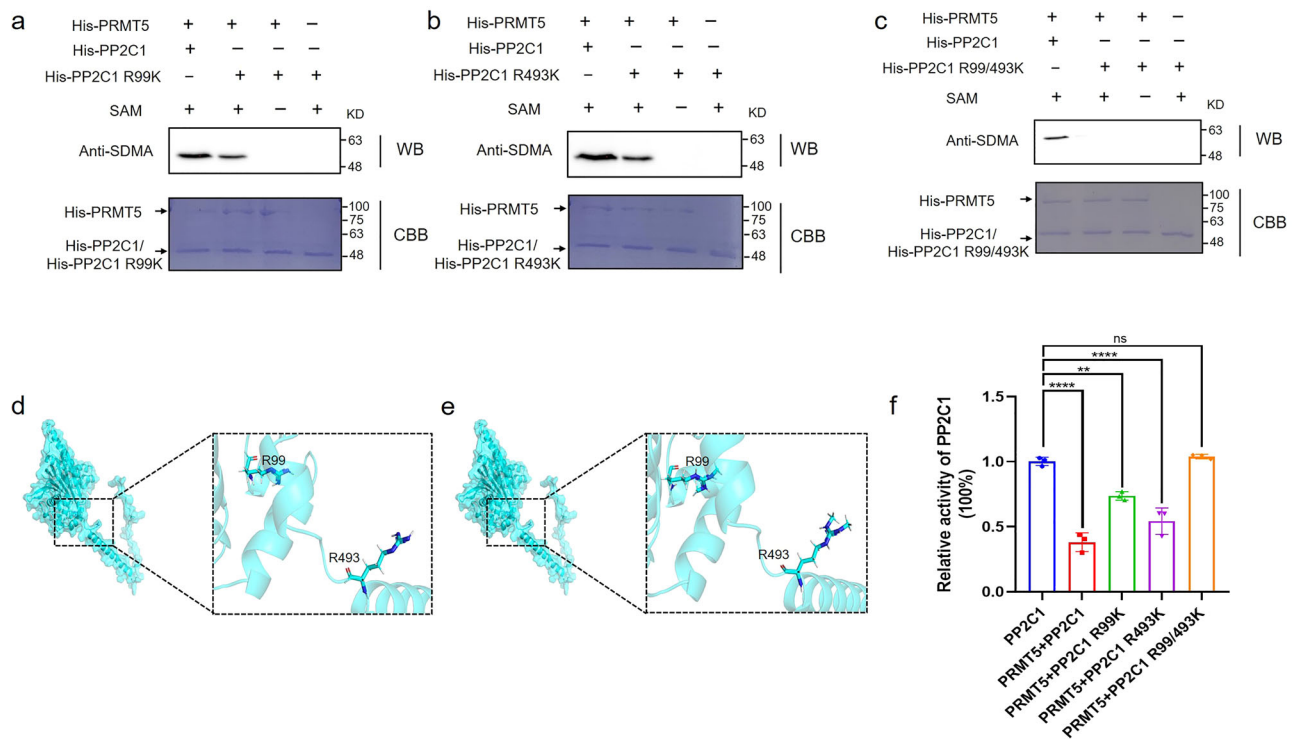 a
His-PRMT5 + + + −
His-PP2C1 + − − −
His-PP2C1 R99K − + + +
SAM + + − +
KD
Anti-SDMA
63
48
WB
His-PRMT5
His-PP2C1/
His-PP2C1 R99K
100
75
63
48
CBB
b
His-PRMT5 + + + −
His-PP2C1 + − − −
His-PP2C1 R493K − + + +
SAM + + − +
KD
Anti-SDMA
63
48
WB
His-PRMT5
His-PP2C1/
His-PP2C1 R493K
100
75
63
48
CBB
c
His-PRMT5 + + + −
His-PP2C1 + − − −
His-PP2C1 R99/493K − + + +
SAM + + − +
KD
Anti-SDMA
63
48
WB
His-PRMT5
His-PP2C1/
His-PP2C1 R99/493K
100
75
63
48
CBB
d
R99
R493
e
R99
R493
f
Relative activity of PP2C1
(100%)
1.5
1.0
0.5
0.0
ns
****
**
****
PP2C1
PRMT5+PP2C1
PRMT5+PP2C1 R99K
PRMT5+PP2C1 R493K
PRMT5+PP2C1 R99/493K